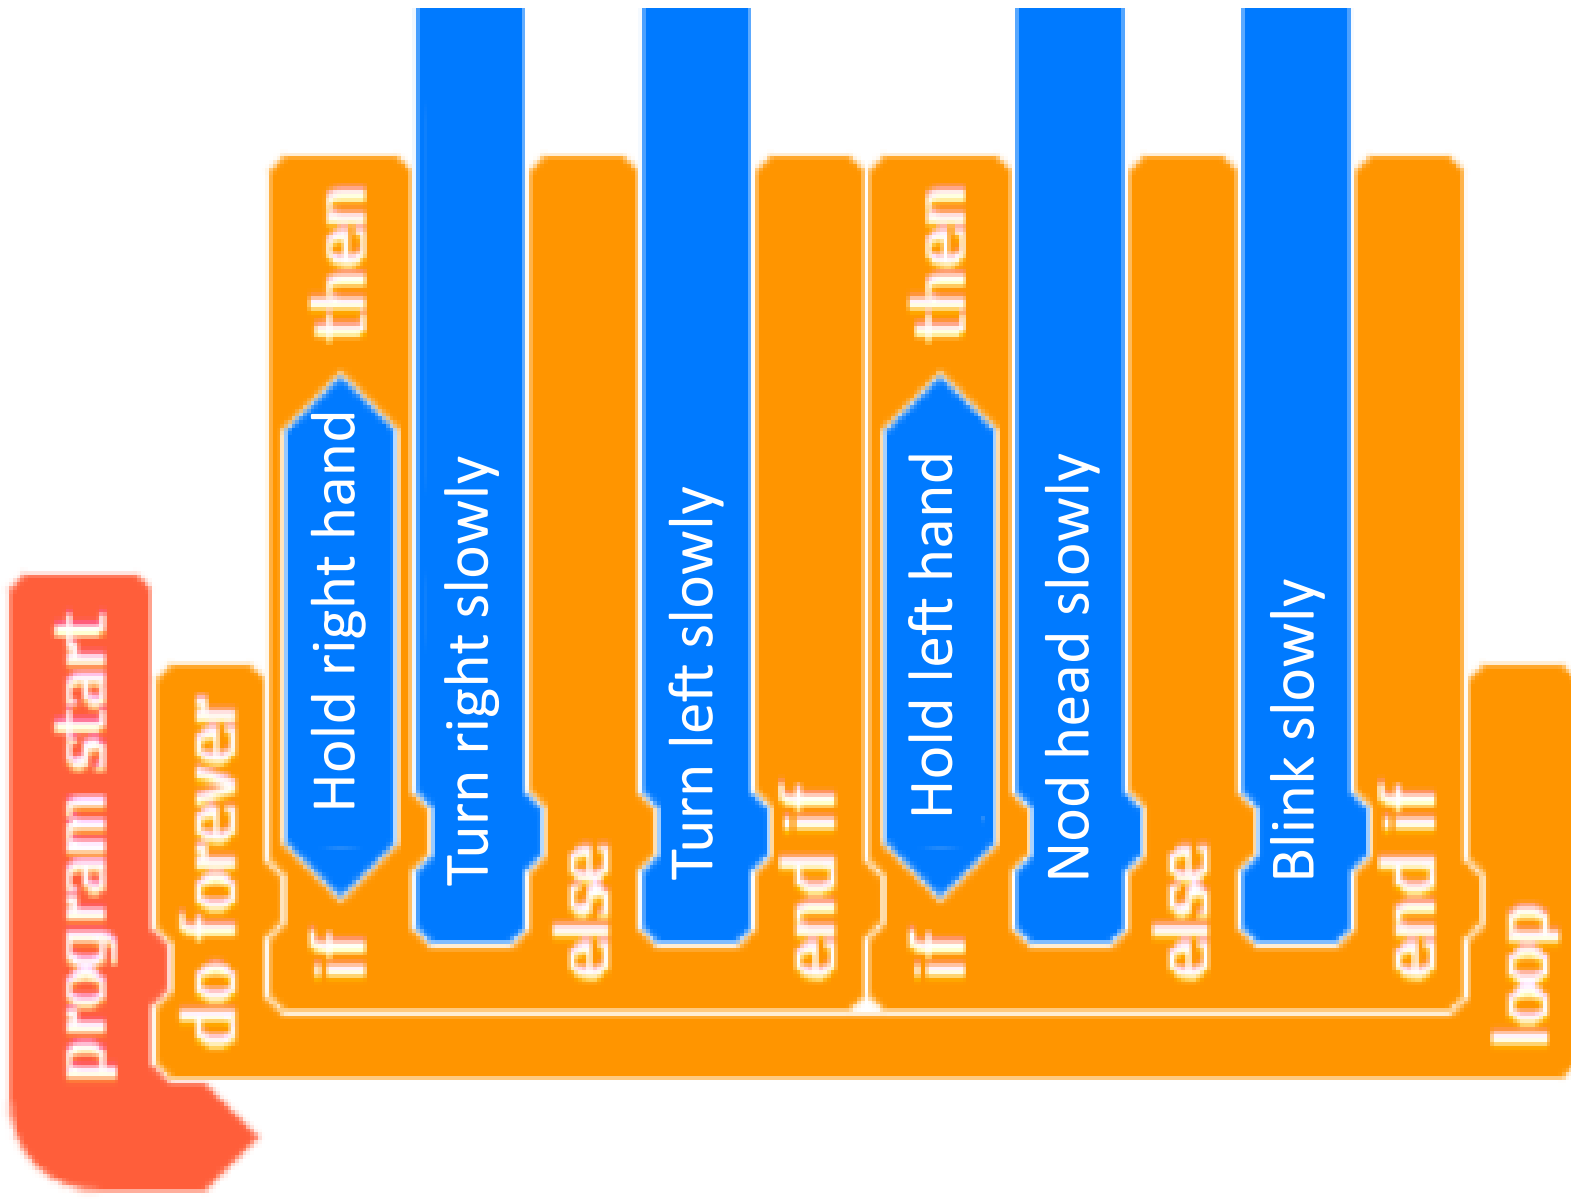 program start
do forever
if Hold right hand then
Turn right slowly
else
Turn left slowly
end if
if Hold left hand then
Nod head slowly
else
Blink slowly
end if
loop